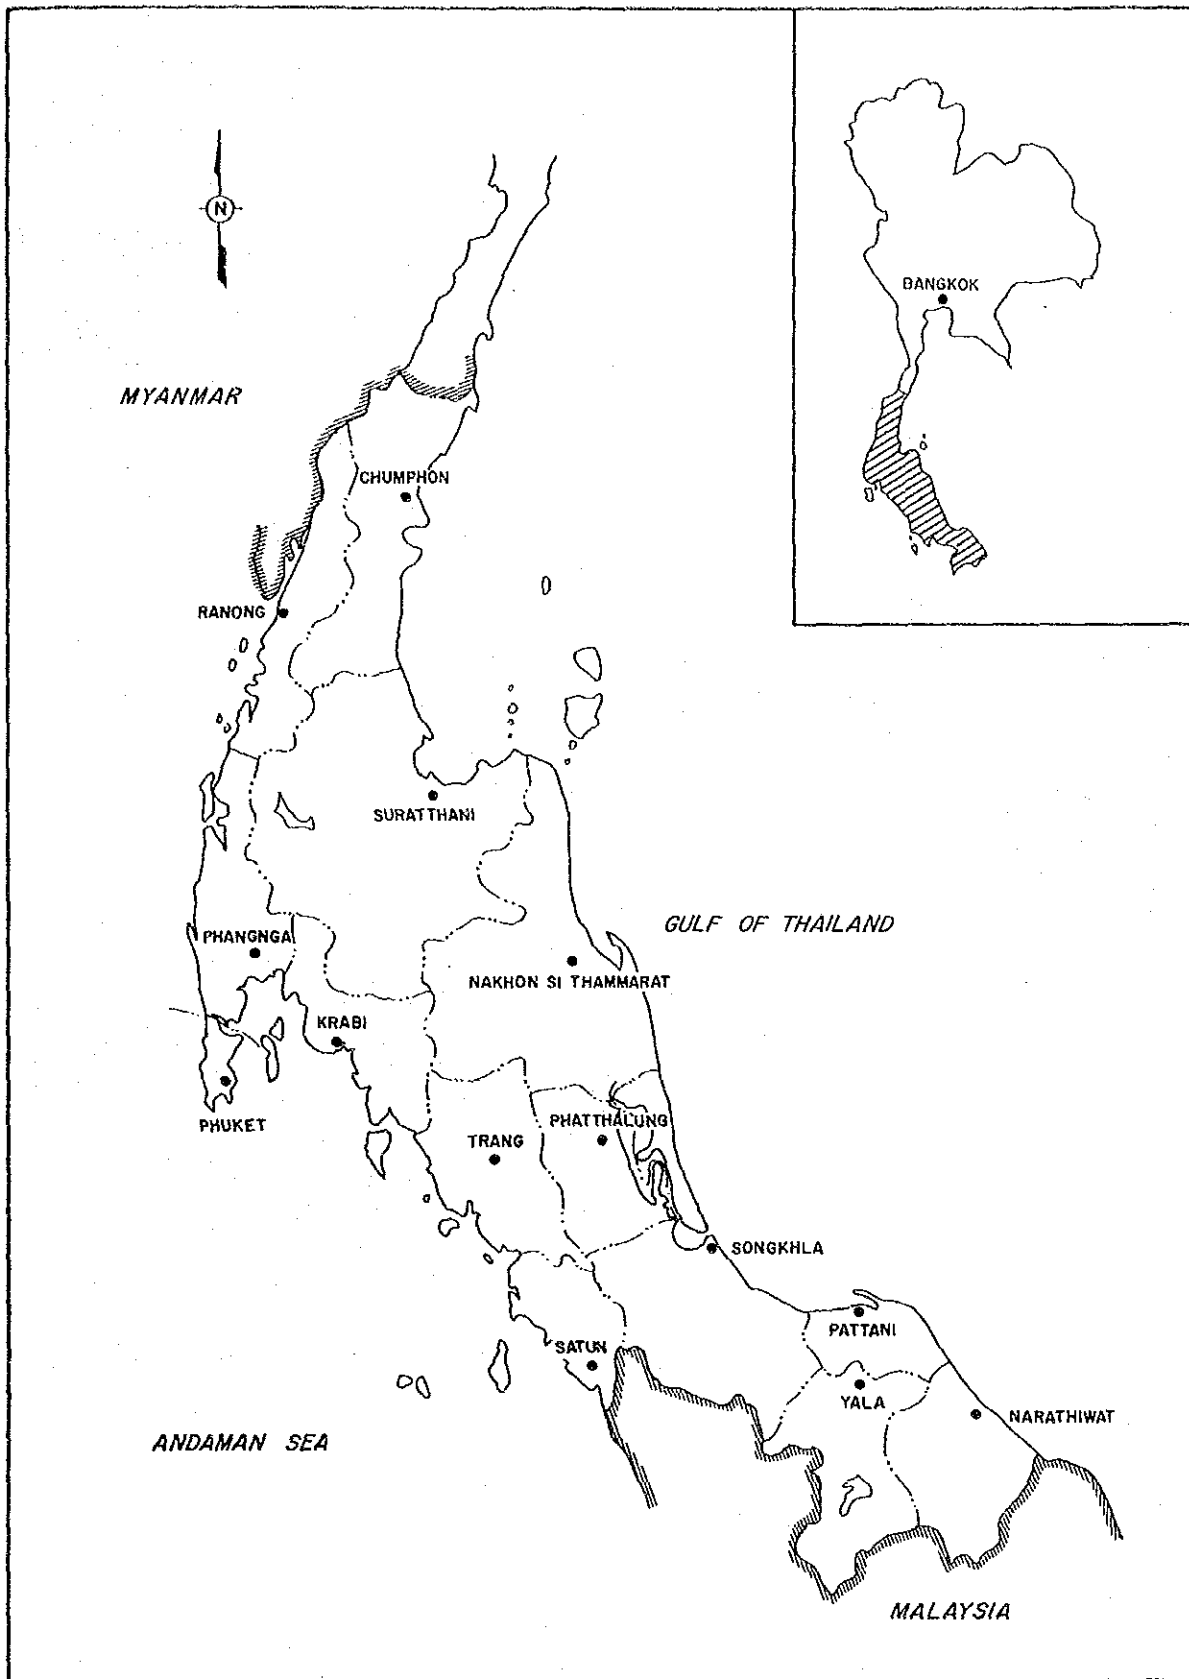 N
BANGKOK
MYANMAR
CHUMPHON
RANONG
SURATTHANI
GULF OF THAILAND
PHANGNGA
NAKHON SI THAMMARAT
KRABI
PHUKET
PHATTHALUNG
TRANG
SONGKHLA
PATTANI
SATUN
YALA
NARATHIWAT
ANDAMAN SEA
MALAYSIA